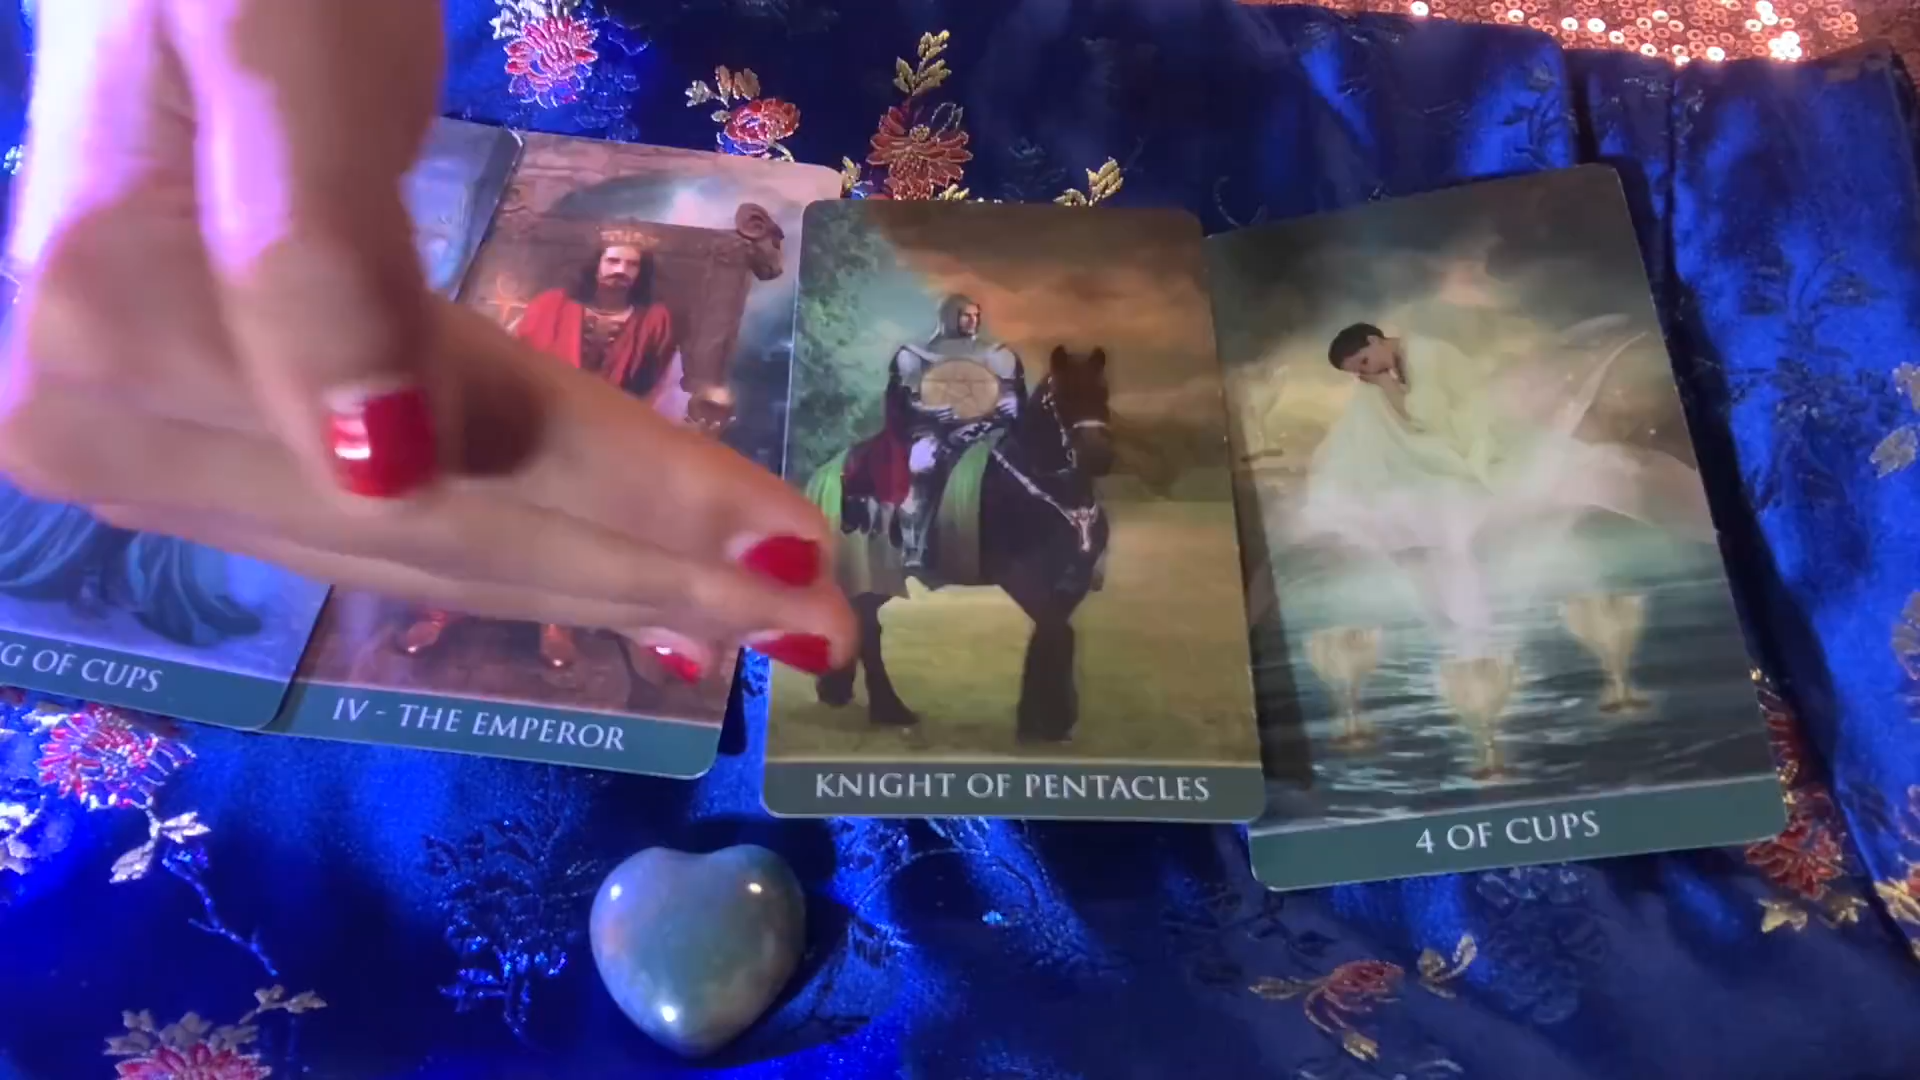 G OF CUPS
IV - THE EMPEROR
KNIGHT OF PENTACLES
4 OF CUPS